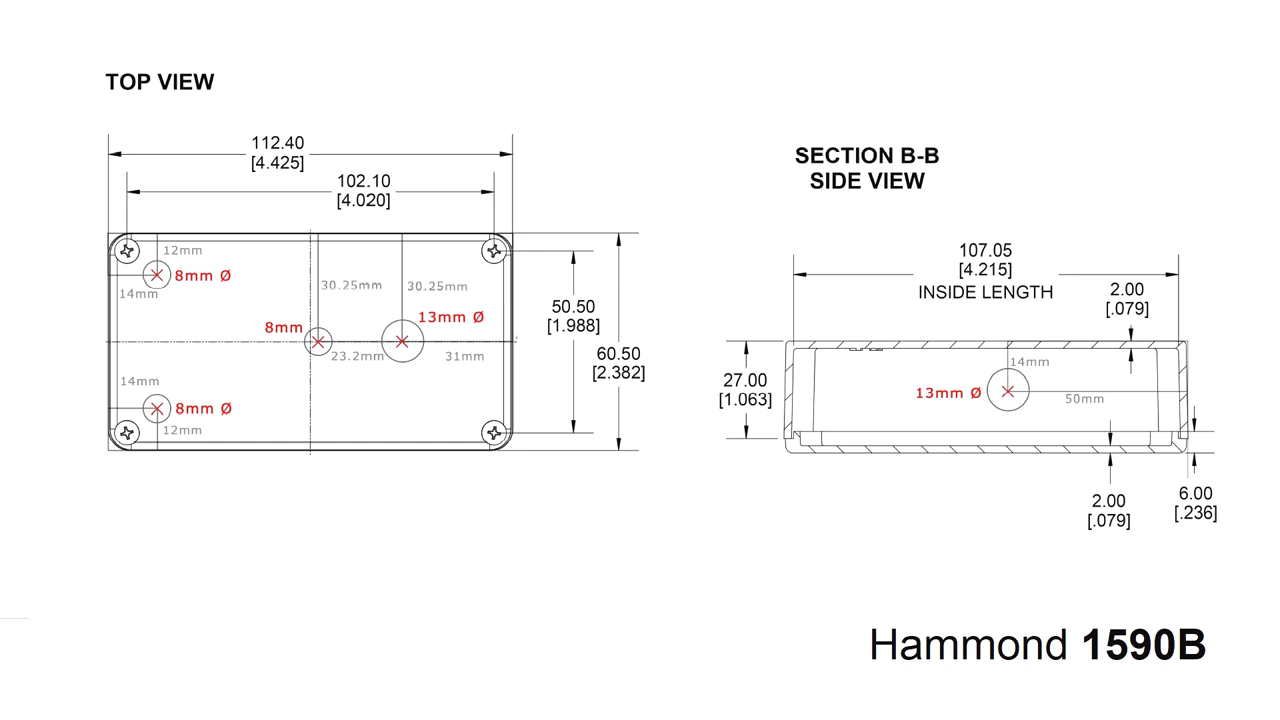 TOP VIEW
112.40
[4.425]
102.10
[4.020]
12mm
8mm Ø
14mm
30.25mm
30.25mm
8mm
13mm Ø
23.2mm
31mm
14mm
8mm Ø
12mm
50.50
[1.988]
60.50
[2.382]
SECTION B-B
SIDE VIEW
107.05
[4.215]
INSIDE LENGTH
2.00
[.079]
27.00
[1.063]
14mm
13mm Ø
50mm
2.00
[.079]
6.00
[.236]
Hammond 1590B